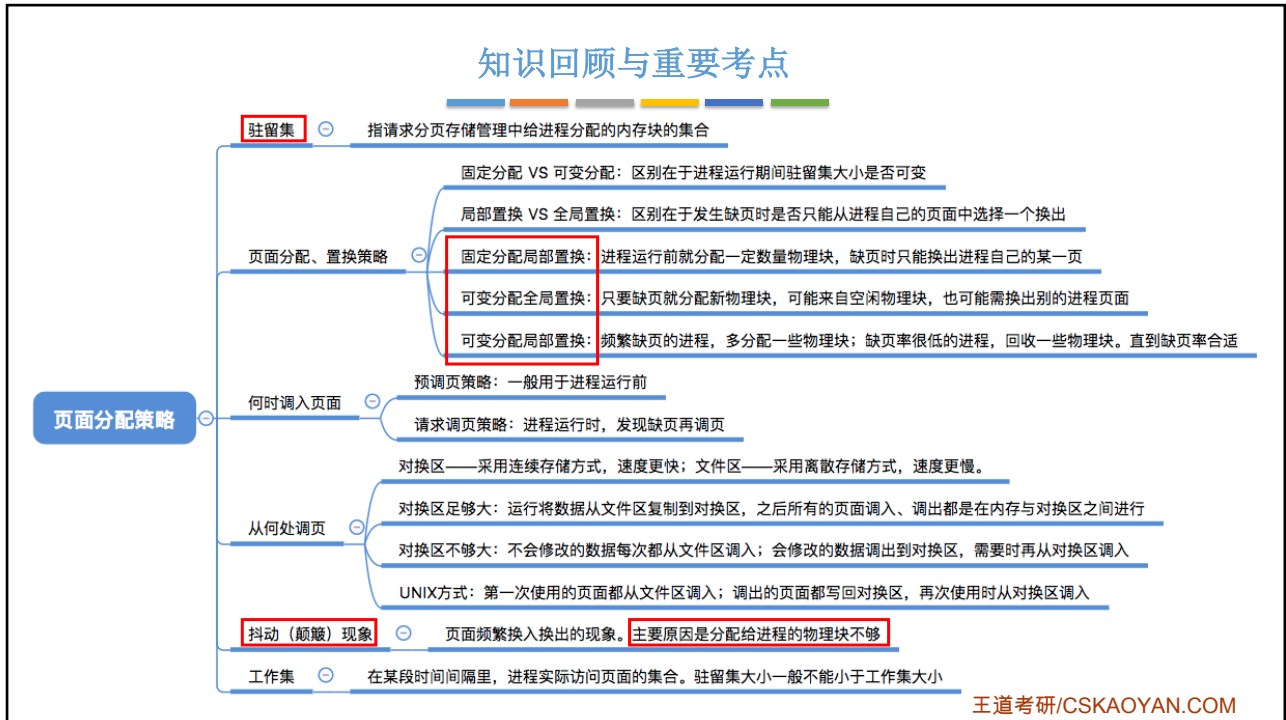 知识回顾与重要考点
驻留集
指请求分页存储管理中给进程分配的内存块的集合
固定分配 VS 可变分配：区别在于进程运行期间驻留集大小是否可变
局部置换 VS 全局置换：区别在于发生缺页时是否只能从进程自己的页面中选择一个换出
页面分配、置换策略
固定分配局部置换：进程运行前就分配一定数量物理块，缺页时只能换出进程自己的某一页
可变分配全局置换：只要缺页就分配新物理块，可能来自空闲物理块，也可能需换出别的进程页面
可变分配局部置换：频繁缺页的进程，多分配一些物理块；缺页率很低的进程，回收一些物理块。直到缺页率合适
页面分配策略
何时调入页面
预调页策略：一般用于进程运行前
请求调页策略：进程运行时，发现缺页再调页
从何处调页
对换区——采用连续存储方式，速度更快；文件区——采用离散存储方式，速度更慢。
对换区足够大：运行将数据从文件区复制到对换区，之后所有的页面调入、调出都是在内存与对换区之间进行
对换区不够大：不会修改的数据每次都从文件区调入；会修改的数据调出到对换区，需要时再从对换区调入
UNIX方式：第一次使用的页面都从文件区调入；调出的页面都写回对换区，再次使用时从对换区调入
抖动（颠簸）现象
页面频繁换入换出的现象。主要原因是分配给进程的物理块不够
工作集
在某段时间间隔里，进程实际访问页面的集合。驻留集大小一般不能小于工作集大小
王道考研/CSKAOYAN.COM